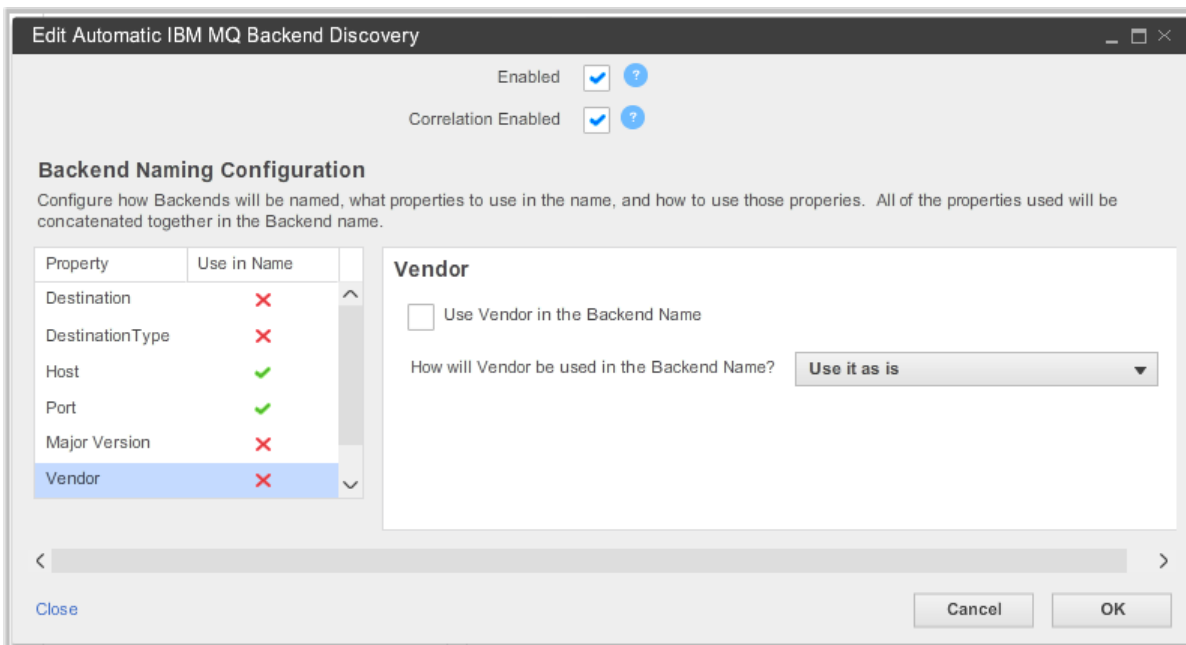 Edit Automatic IBM MQ Backend Discovery
Enabled
?
Correlation Enabled
?
Backend Naming Configuration
Configure how Backends will be named, what properties to use in the name, and how to use those properies. All of the properties used will be
concatenated together in the Backend name.
Property Use in Name
Destination
DestinationType
Host
Port
Major Version
Vendor
Vendor
Use Vendor in the Backend Name
How will Vendor be used in the Backend Name? Use it as is
Close Cancel OK